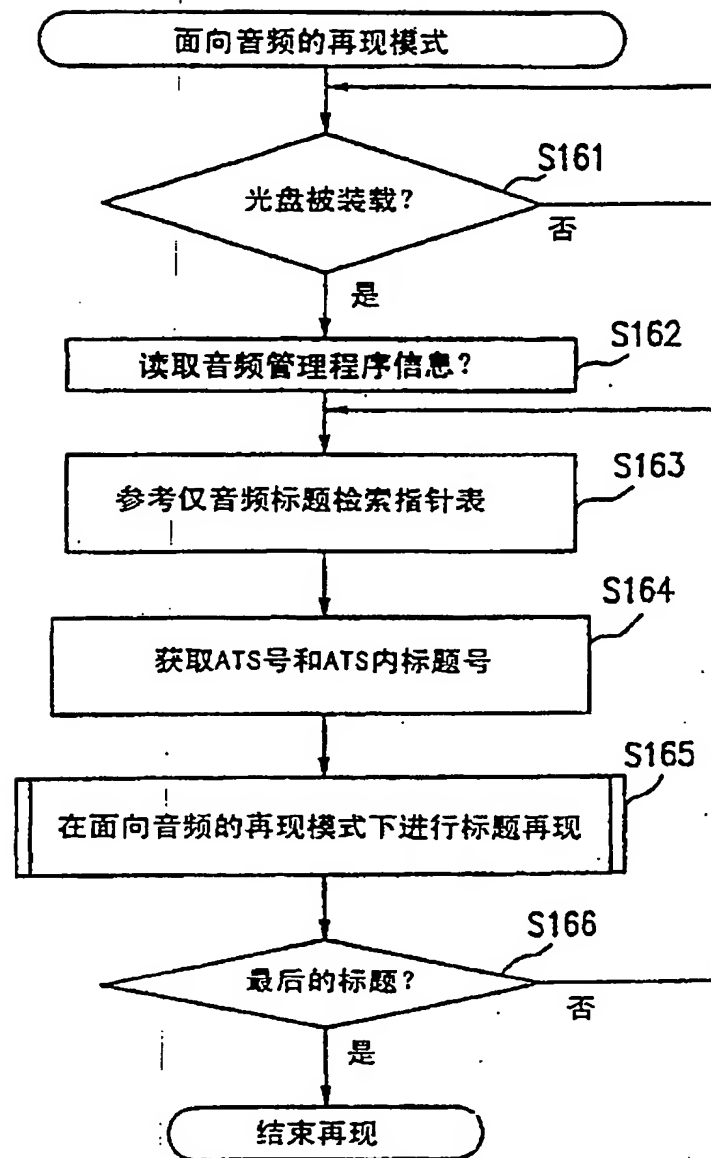 面向音频的再现模式
S161
光盘被装载?
否
是
S162
读取音频管理程序信息?
S163
参考仅音频标题检索指针表
S164
获取ATS号和ATS内标题号
S165
在面向音频的再现模式下进行标题再现
S166
最后的标题?
否
是
结束再现